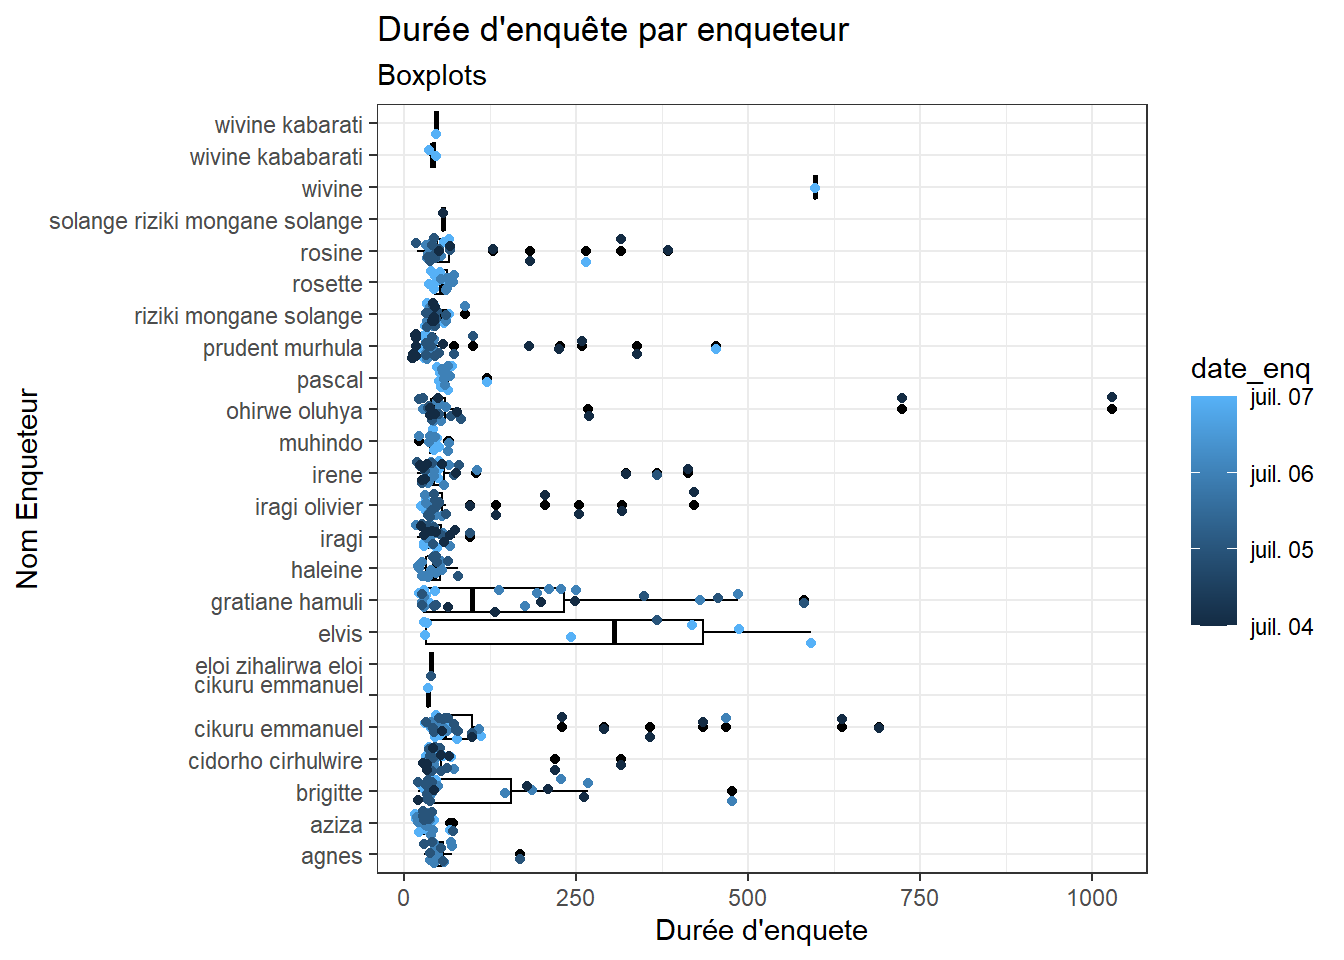 Durée d'enquête par enqueteur
Boxplots
Nom Enqueteur
wivine kabarati
wivine kababarati
wivine
solange riziki mongane solange
rosine
rosette
riziki mongane solange
prudent murhula
pascal
ohirwe oluhya
muhindo
irene
iragi olivier
iragi
haleine
gratiane hamuli
elvis
eloi zihalirwa eloi
cikuru emmanuel
cikuru emmanuel
cidorho cirhulwire
brigitte
aziza
agnes
0 250 500 750 1000
Durée d'enquete
date_enq
juil. 07
juil. 06
juil. 05
juil. 04